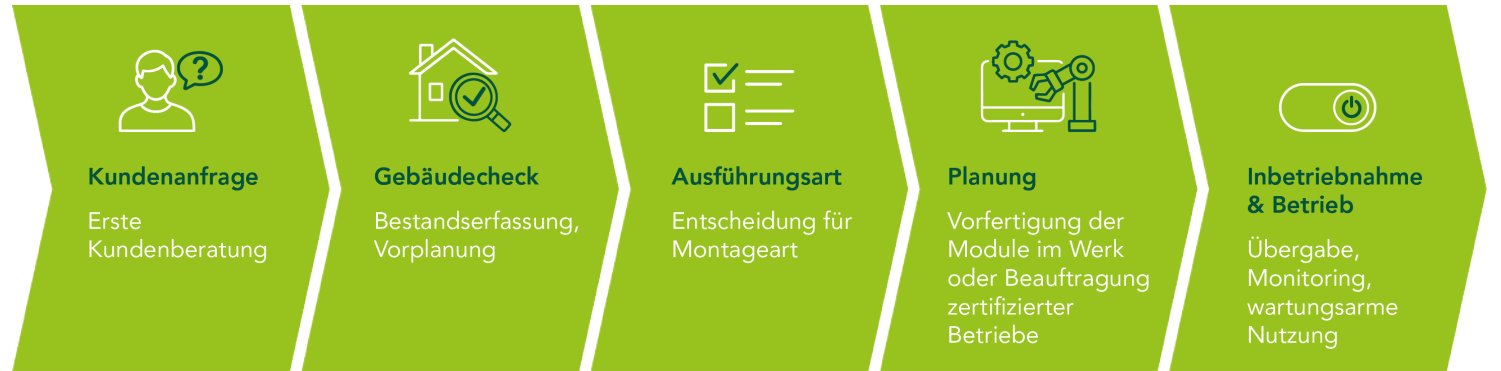 ?
Kundenanfrage
Erste
Kundenberatung
Gebäudecheck
Bestandserfassung,
Vorplanung
Ausführungsart
Entscheidung für
Montageart
Planung
Vorfertigung der
Module im Werk
oder Beauftragung
zertifizierter
Betriebe
Inbetriebnahme
& Betrieb
Übergabe,
Monitoring,
wartungsarme
Nutzung